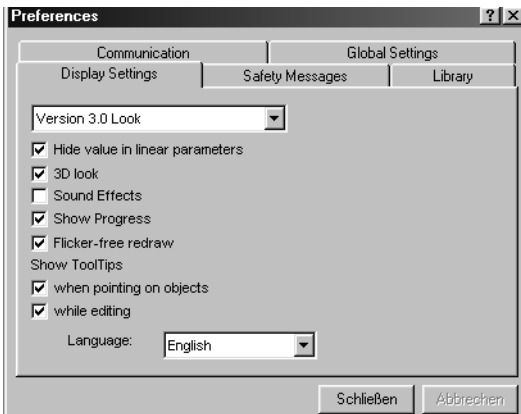 Preferences
Communication Global Settings
Display Settings Safety Messages Library
Version 3.0 Look
Hide value in linear parameters
3D look
Sound Effects
Show Progress
Flicker-free redraw
Show ToolTips
when pointing on objects
while editing
Language: English
Schließen Abbrechen